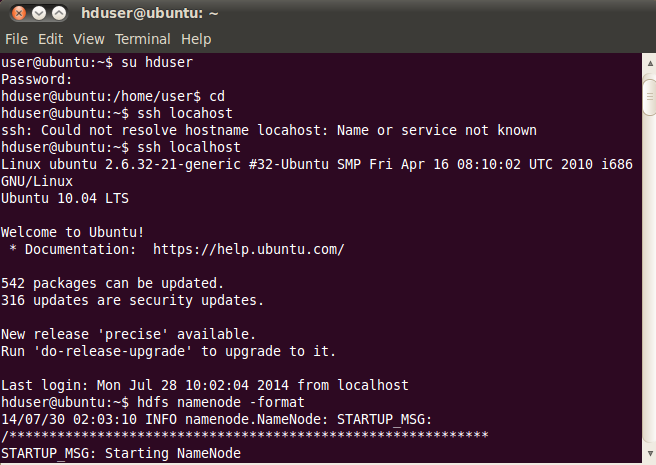 hduser@ubuntu: ~
File Edit View Terminal Help
user@ubuntu:~$ su hduser
Password:
hduser@ubuntu:/home/user$ cd
hduser@ubuntu:~$ ssh locahost
ssh: Could not resolve hostname locahost: Name or service not known
hduser@ubuntu:~$ ssh localhost
Linux ubuntu 2.6.32-21-generic #32-Ubuntu SMP Fri Apr 16 08:10:02 UTC 2010 i686
GNU/Linux
Ubuntu 10.04 LTS
Welcome to Ubuntu!
 * Documentation:  https://help.ubuntu.com/
542 packages can be updated.
316 updates are security updates.
New release 'precise' available.
Run 'do-release-upgrade' to upgrade to it.
Last login: Mon Jul 28 10:02:04 2014 from localhost
hduser@ubuntu:~$ hdfs namenode -format
14/07/30 02:03:10 INFO namenode.NameNode: STARTUP_MSG:
/************************************************************
STARTUP_MSG: Starting NameNode